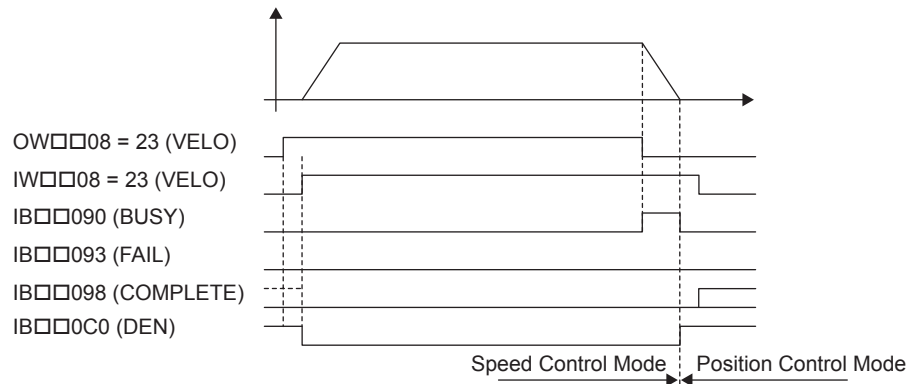 OW□□08 = 23 (VELO)
IW□□08 = 23 (VELO)
IB□□090 (BUSY)
IB□□093 (FAIL)
IB□□098 (COMPLETE)
IB□□0C0 (DEN)
Speed Control Mode Position Control Mode